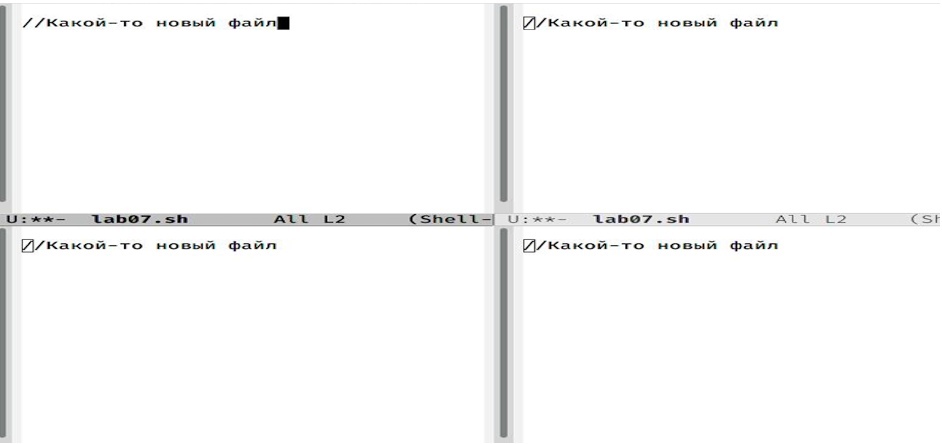 //Какой-то новый файл
//Какой-то новый файл
U:**-  lab07.sh       All L2     (Shell-
U:**-  lab07.sh       All L2     (Sh
//Какой-то новый файл
//Какой-то новый файл